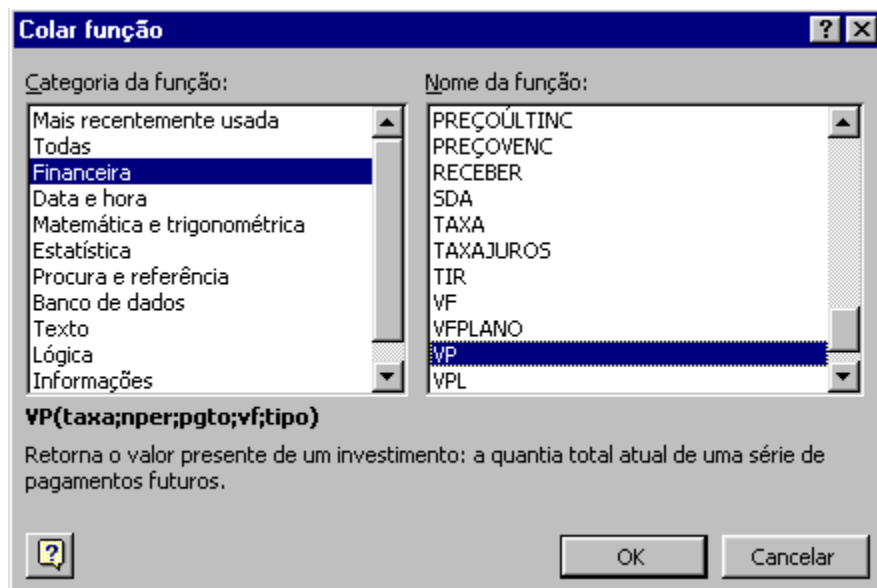 Colar função
Categoria da função:
Mais recentemente usada
Todas
Financeira
Data e hora
Matemática e trigonométrica
Estatística
Procura e referência
Banco de dados
Texto
Lógica
Informações
Nome da função:
PREÇOÚLTINC
PREÇOVENC
RECEBER
SDA
TAXA
TAXAJUROS
TIR
VF
VFPLANO
VP
VPL
VP(taxa;nper;pgto;vf;tipo)
Retorna o valor presente de um investimento: a quantia total atual de uma série de
pagamentos futuros.
OK
Cancelar